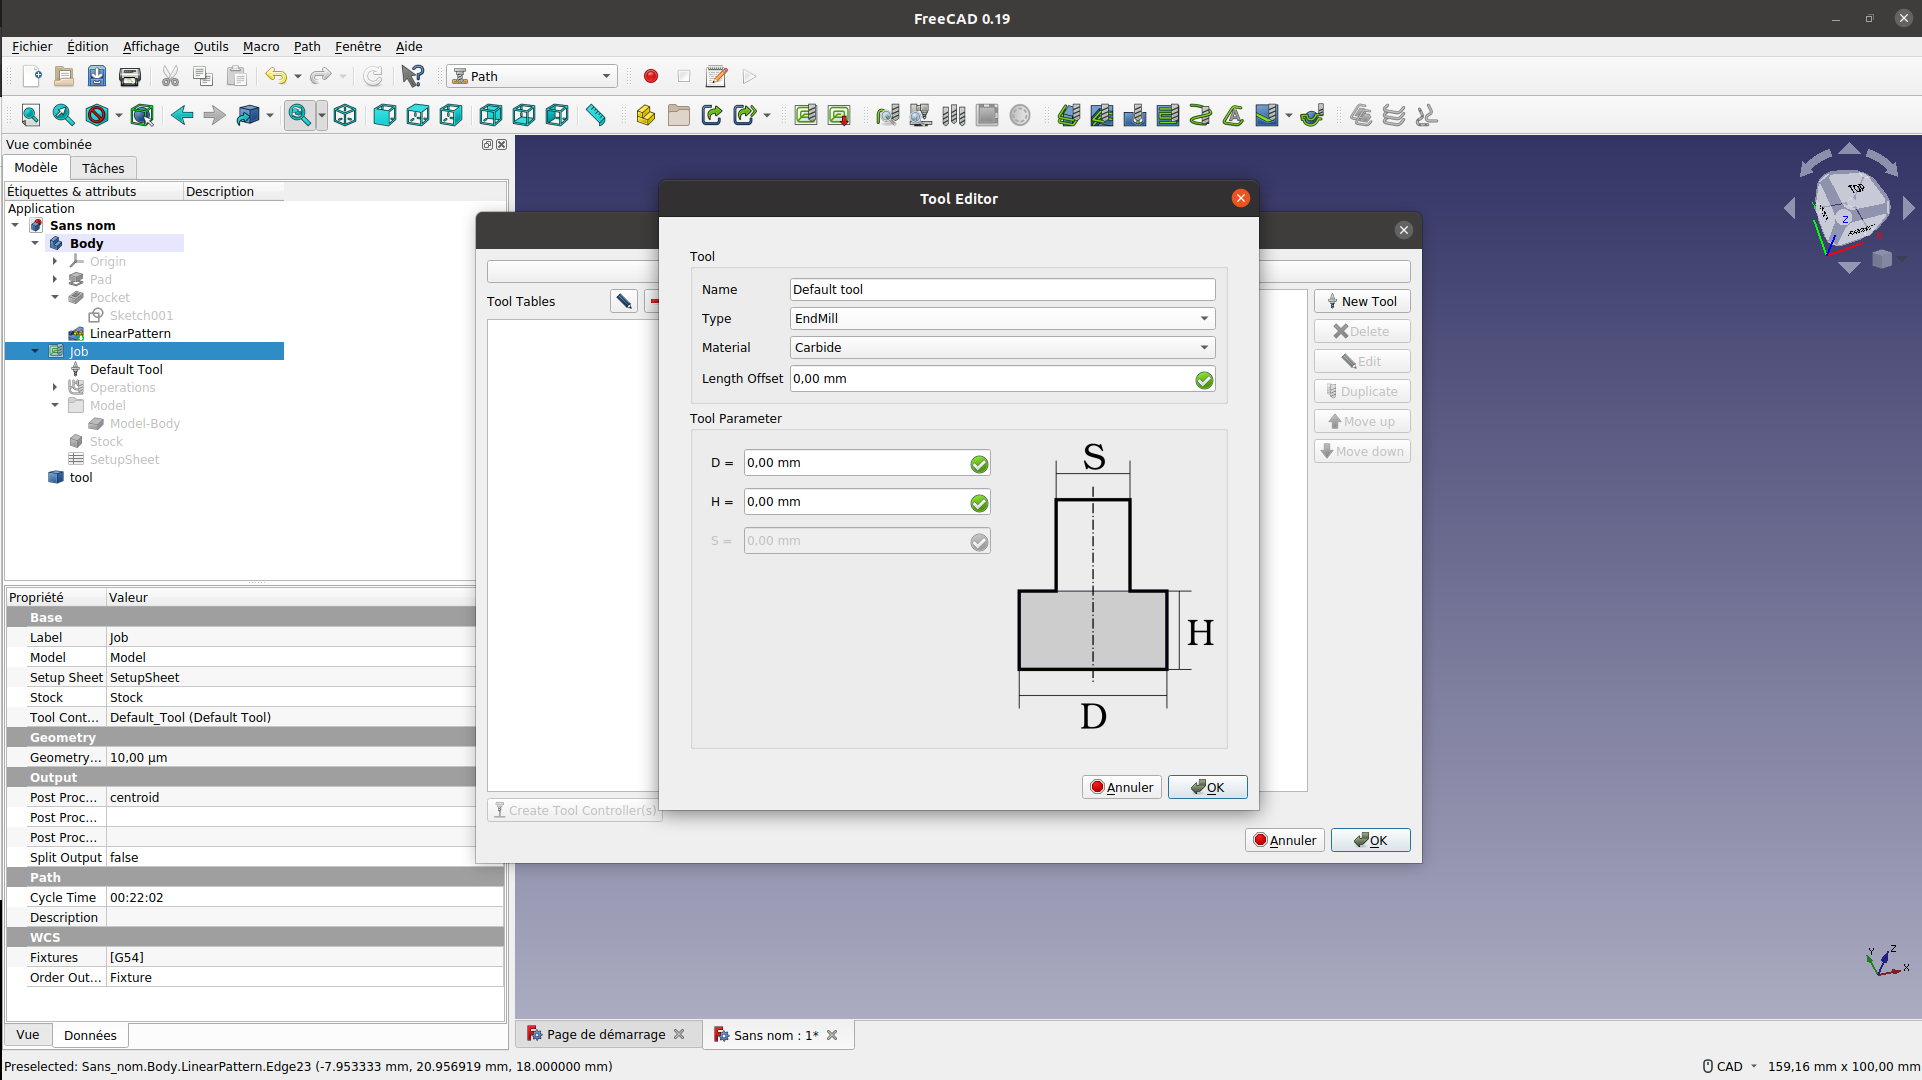 FreeCAD 0.19
Fichier Édition Affichage Outils Macro Path Fenêtre Aide
Path
Vue combinée
Modèle Tâches
Étiquettes & attributs Description
Application
Sans nom
Body
Origin
Pad
Pocket
Sketch001
LinearPattern
Job
Default Tool
Operations
Model
Model-Body
Stock
SetupSheet
tool
Propriété Valeur
Base
Label Job
Model Model
Setup Sheet SetupSheet
Stock Stock
Tool Cont... Default_Tool (Default Tool)
Geometry
Geometry... 10,00 µm
Output
Post Proc... centroid
Post Proc...
Post Proc...
Split Output false
Path
Cycle Time 00:22:02
Description
WCS
Fixtures [G54]
Order Out... Fixture
Vue Données
Tool Tables
New Tool
Delete
Edit
Duplicate
Move up
Move down
Create Tool Controller(s)
Annuler OK
Tool Editor
Tool
Name Default tool
Type EndMill
Material Carbide
Length Offset 0,00 mm
Tool Parameter
D = 0,00 mm
H = 0,00 mm
S = 0,00 mm
S
H
D
Annuler OK
TOP
Z
Y Z X
Page de démarrage Sans nom : 1*
Preselected: Sans_nom.Body.LinearPattern.Edge23 (-7.953333 mm, 20.956919 mm, 18.000000 mm)
CAD 159,16 mm x 100,00 mm